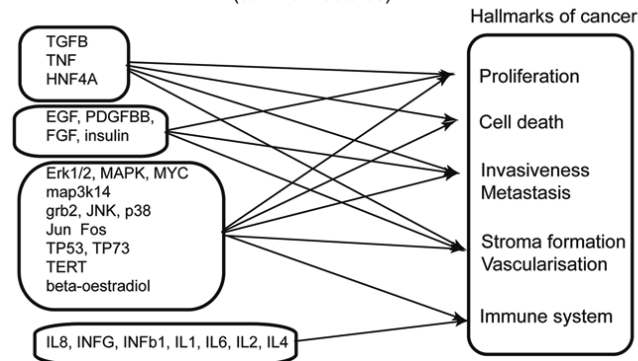 Hallmarks of cancer
TGFB
TNF
HNF4A
EGF, PDGFBB,
FGF, insulin
Erk1/2, MAPK, MYC
map3k14
grb2, JNK, p38
Jun Fos
TP53, TP73
TERT
beta-oestradiol
IL8, INFG, INFb1, IL1, IL6, IL2, IL4
Proliferation
Cell death
Invasiveness
Metastasis
Stroma formation
Vascularisation
Immune system